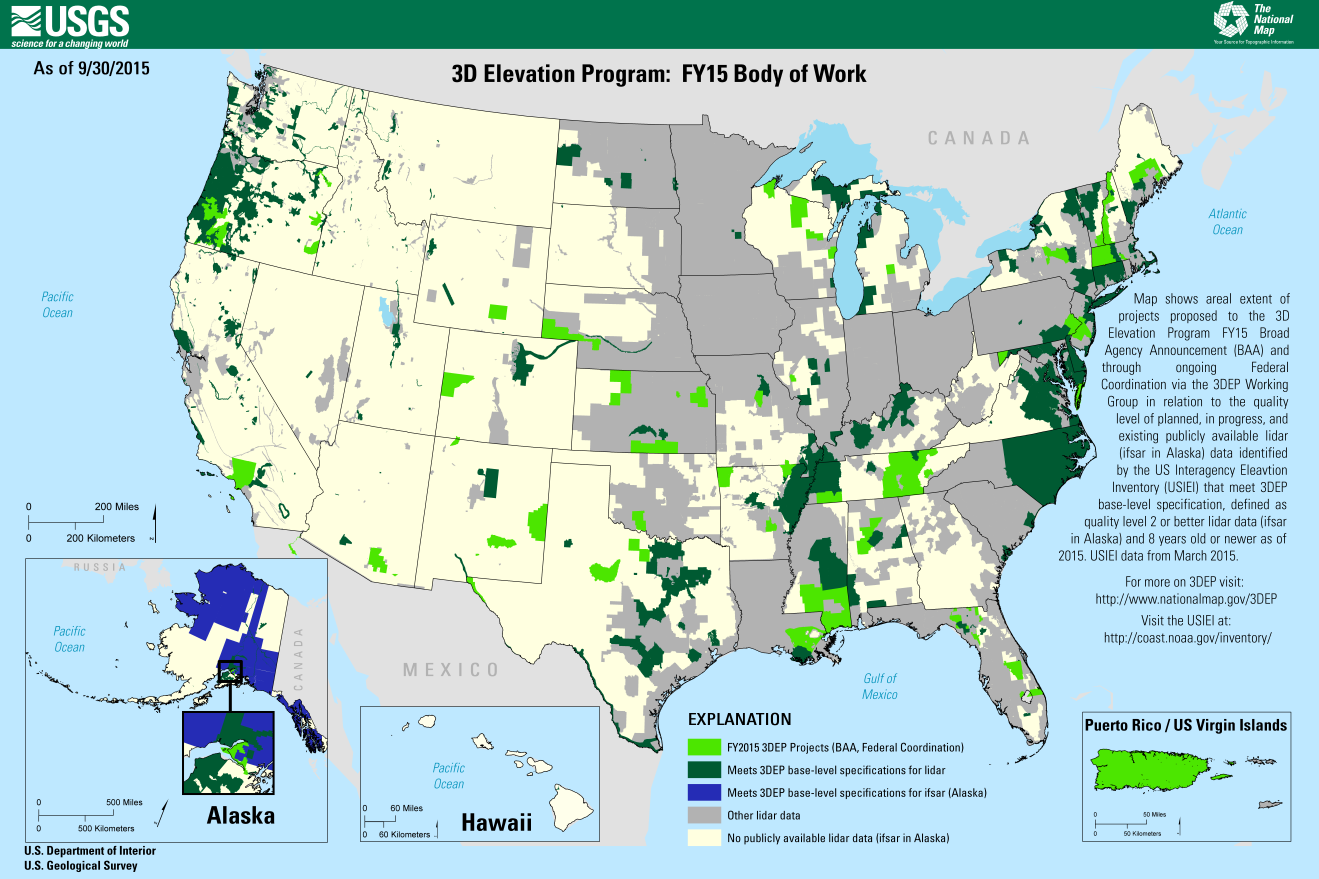 USGS
science for a changing world
The
National
Map
Your Source for Topographic Information
As of 9/30/2015
3D Elevation Program: FY15 Body of Work
CANADA
Atlantic
Ocean
Pacific
Ocean
Map shows areal extent of
projects proposed to the 3D
Elevation Program FY15 Broad
Agency Announcement (BAA) and
through ongoing Federal
Coordination via the 3DEP Working
Group in relation to the quality
level of planned, in progress, and
existing publicly available lidar
(ifsar in Alaska) data identified
by the US Interagency Eleavtion
Inventory (USIEI) that meet 3DEP
base-level specification, defined as
quality level 2 or better lidar data (ifsar
in Alaska) and 8 years old or newer as of
2015. USIEI data from March 2015.
For more on 3DEP visit:
http://www.nationalmap.gov/3DEP
Visit the USIEI at:
http://coast.noaa.gov/inventory/
0 200 Miles
0 200 Kilometers
RUSSIA
Pacific
Ocean
CANADA
0 500 Miles
0 500 Kilometers
Alaska
MEXICO
Gulf of
Mexico
Pacific
Ocean
0 60 Miles
0 60 Kilometers
Hawaii
EXPLANATION
FY2015 3DEP Projects (BAA, Federal Coordination)
Meets 3DEP base-level specifications for lidar
Meets 3DEP base-level specifications for ifsar (Alaska)
Other lidar data
No publicly available lidar data (ifsar in Alaska)
Puerto Rico / US Virgin Islands
0 50 Miles
0 50 Kilometers
U.S. Department of Interior
U.S. Geological Survey